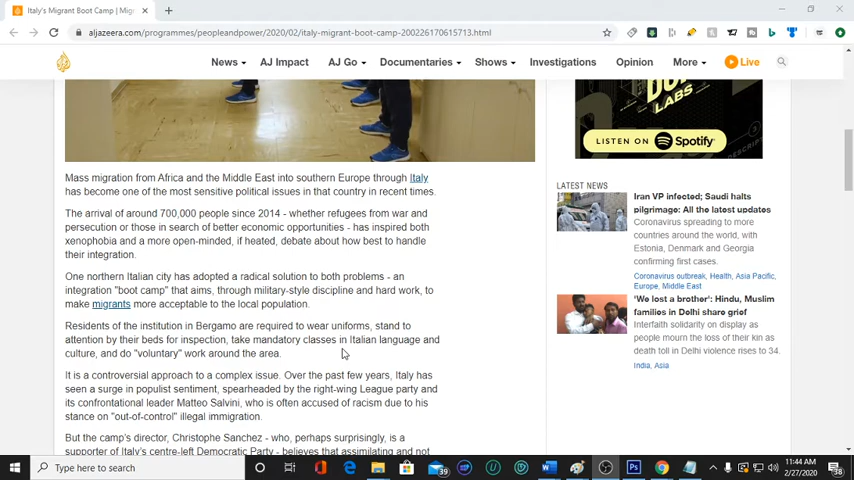 Italy's Migrant Boot Camp | Mig
aljazeera.com/programmes/peopleandpower/2020/02/italy-migrant-boot-camp-200226170615713.html
News AJ Impact AJ Go Documentaries Shows Investigations Opinion More Live
LABS
LISTEN ON Spotify
Mass migration from Africa and the Middle East into southern Europe through Italy
has become one of the most sensitive political issues in that country in recent times.
The arrival of around 700,000 people since 2014 - whether refugees from war and
persecution or those in search of better economic opportunities - has inspired both
xenophobia and a more open-minded, if heated, debate about how best to handle
their integration.
One northern Italian city has adopted a radical solution to both problems - an
integration "boot camp" that aims, through military-style discipline and hard work, to
make migrants more acceptable to the local population.
Residents of the institution in Bergamo are required to wear uniforms, stand to
attention by their beds for inspection, take mandatory classes in Italian language and
culture, and do "voluntary" work around the area.
It is a controversial approach to a complex issue. Over the past few years, Italy has
seen a surge in populist sentiment, spearheaded by the right-wing League party and
its confrontational leader Matteo Salvini, who is often accused of racism due to his
stance on "out-of-control" illegal immigration.
But the camp's director, Christophe Sanchez - who, perhaps surprisingly, is a
supporter of Italy's centre-left Democratic Party - believes that assimilating and not
LATEST NEWS
Iran VP infected; Saudi halts
pilgrimage: All the latest updates
Coronavirus spreading to more
countries around the world, with
Estonia, Denmark and Georgia
confirming first cases.
Coronavirus outbreak, Health, Asia Pacific,
Europe, Middle East
'We lost a brother': Hindu, Muslim
families in Delhi share grief
Interfaith solidarity on display as
people mourn the loss of their kin as
death toll in Delhi violence rises to 34.
India, Asia
Type here to search
39
11:44 AM
2/27/2020
38